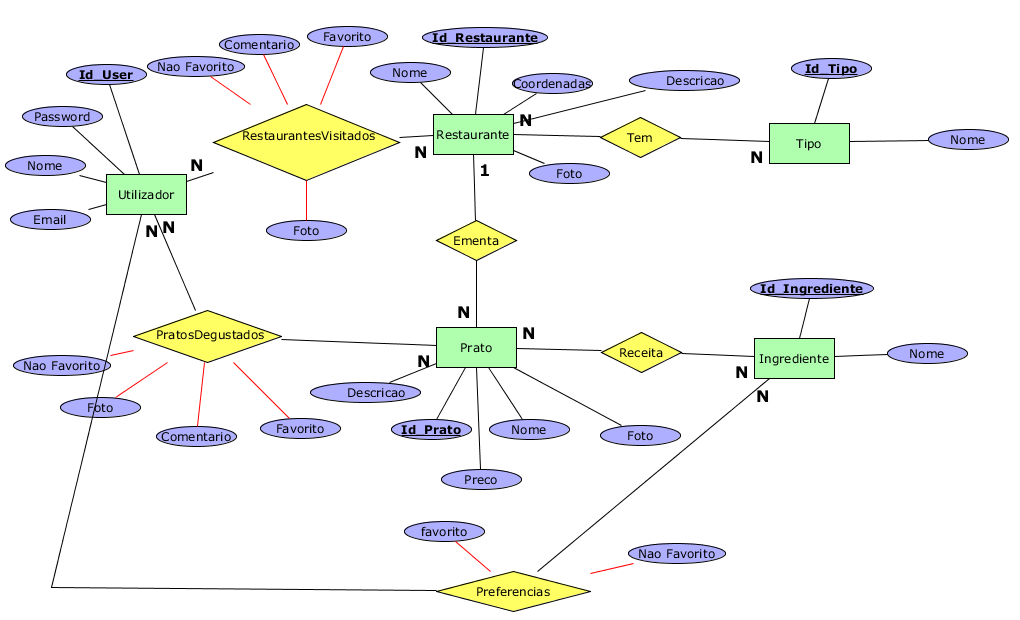 Favorito
Id_Restaurante
Comentario
Nao Favorito
Id_User
Nome
Coordenadas
Descricao
Id_Tipo
Password
RestaurantesVisitados
N
Restaurante
Tem
Tipo
Nome
N
N
1
Nome
N
Utilizador
Foto
Email
N
N
Foto
Ementa
Id_Ingrediente
N
N
PratosDegustados
Prato
Receita
Ingrediente
Nome
Nao Favorito
N
N
Descricao
N
Foto
Comentario
Favorito
Id_Prato
Nome
Foto
Preco
favorito
Nao Favorito
Preferencias